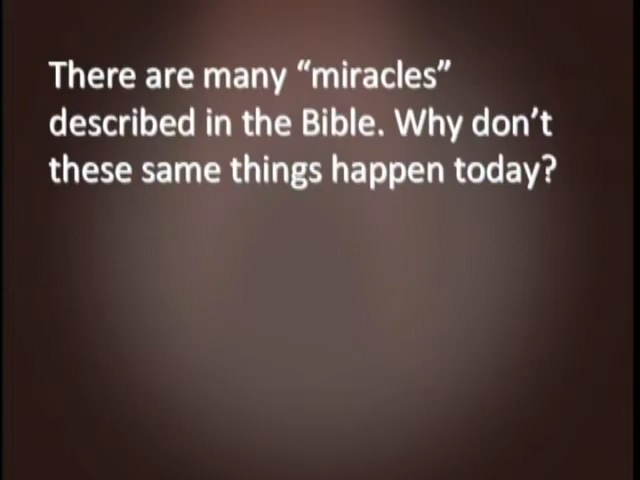 There are many “miracles”
described in the Bible. Why don’t
these same things happen today?